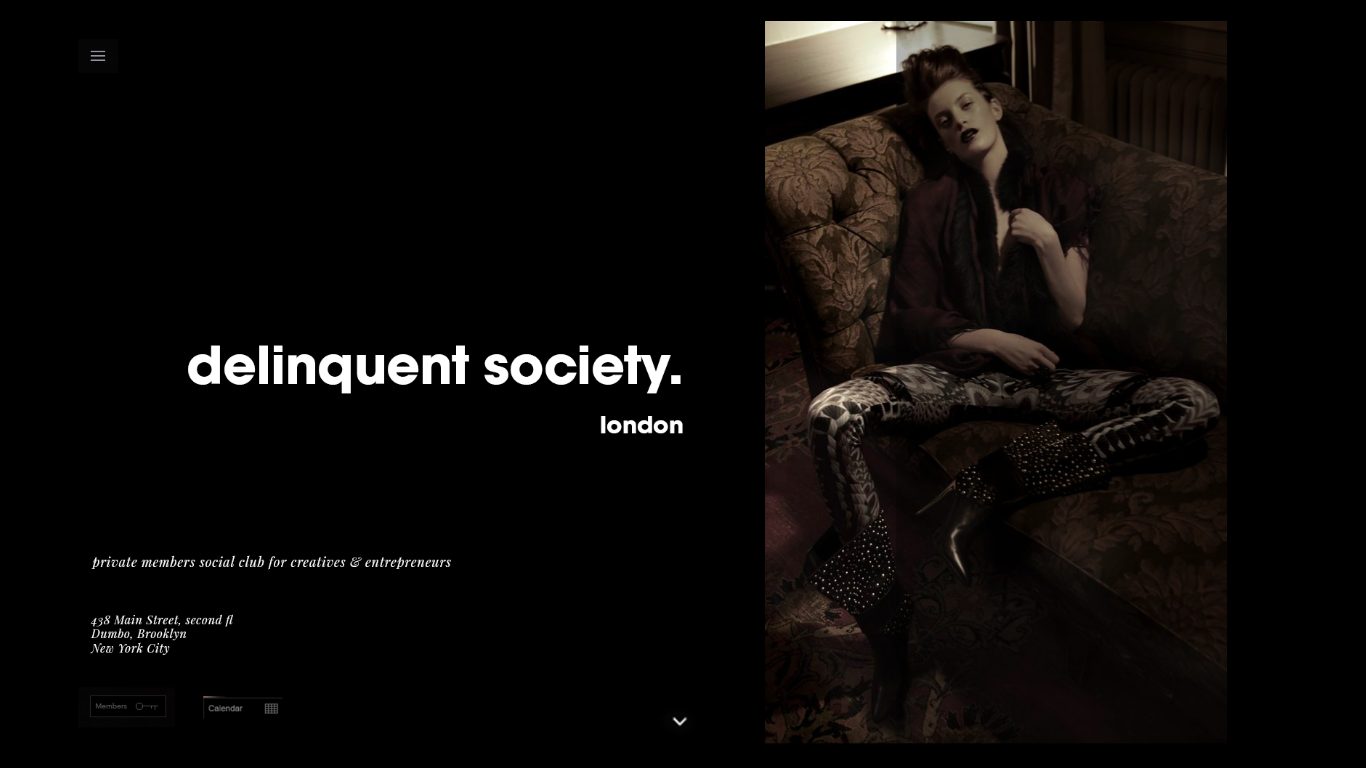 delinquent society.
london
private members social club for creatives & entrepreneurs
438 Main Street, second fl
Dumbo, Brooklyn
New York City
Members
Calendar